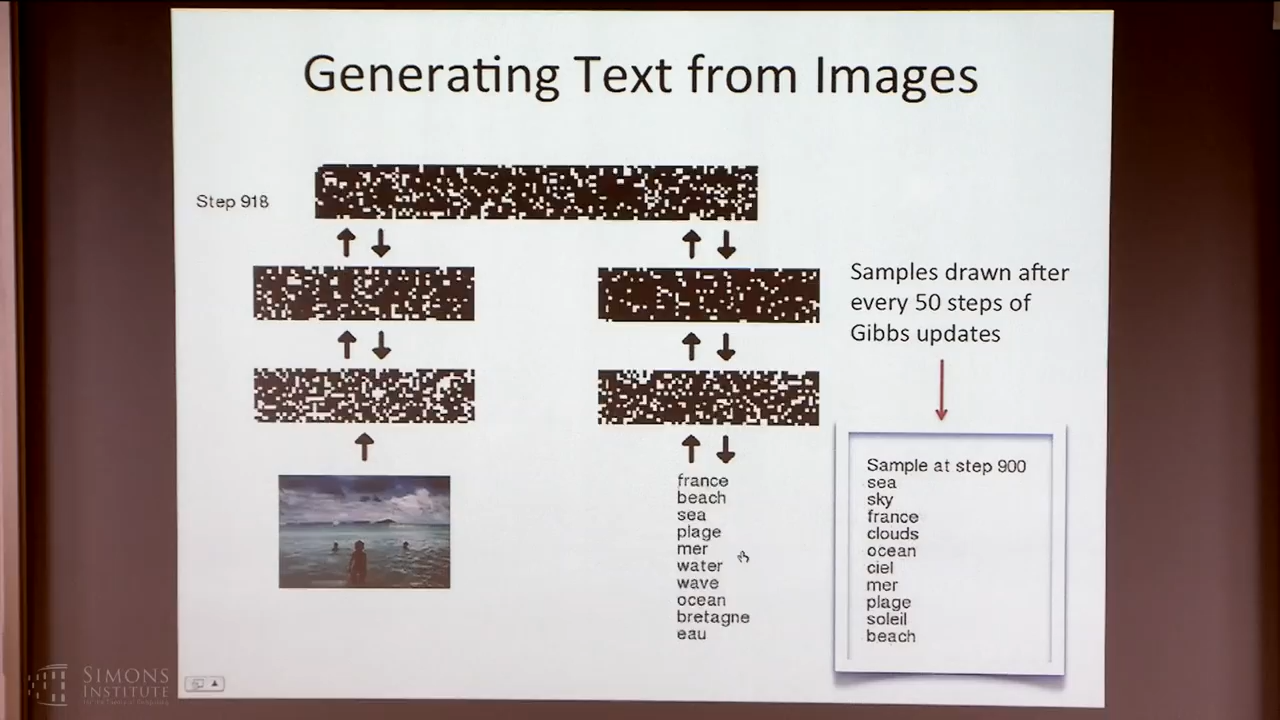 Generating Text from Images
Step 918
Samples drawn after
every 50 steps of
Gibbs updates
france
beach
sea
plage
mer
water
wave
ocean
bretagne
eau
Sample at step 900
sea
sky
france
clouds
ocean
ciel
mer
plage
soleil
beach
SIMONS
INSTITUTE